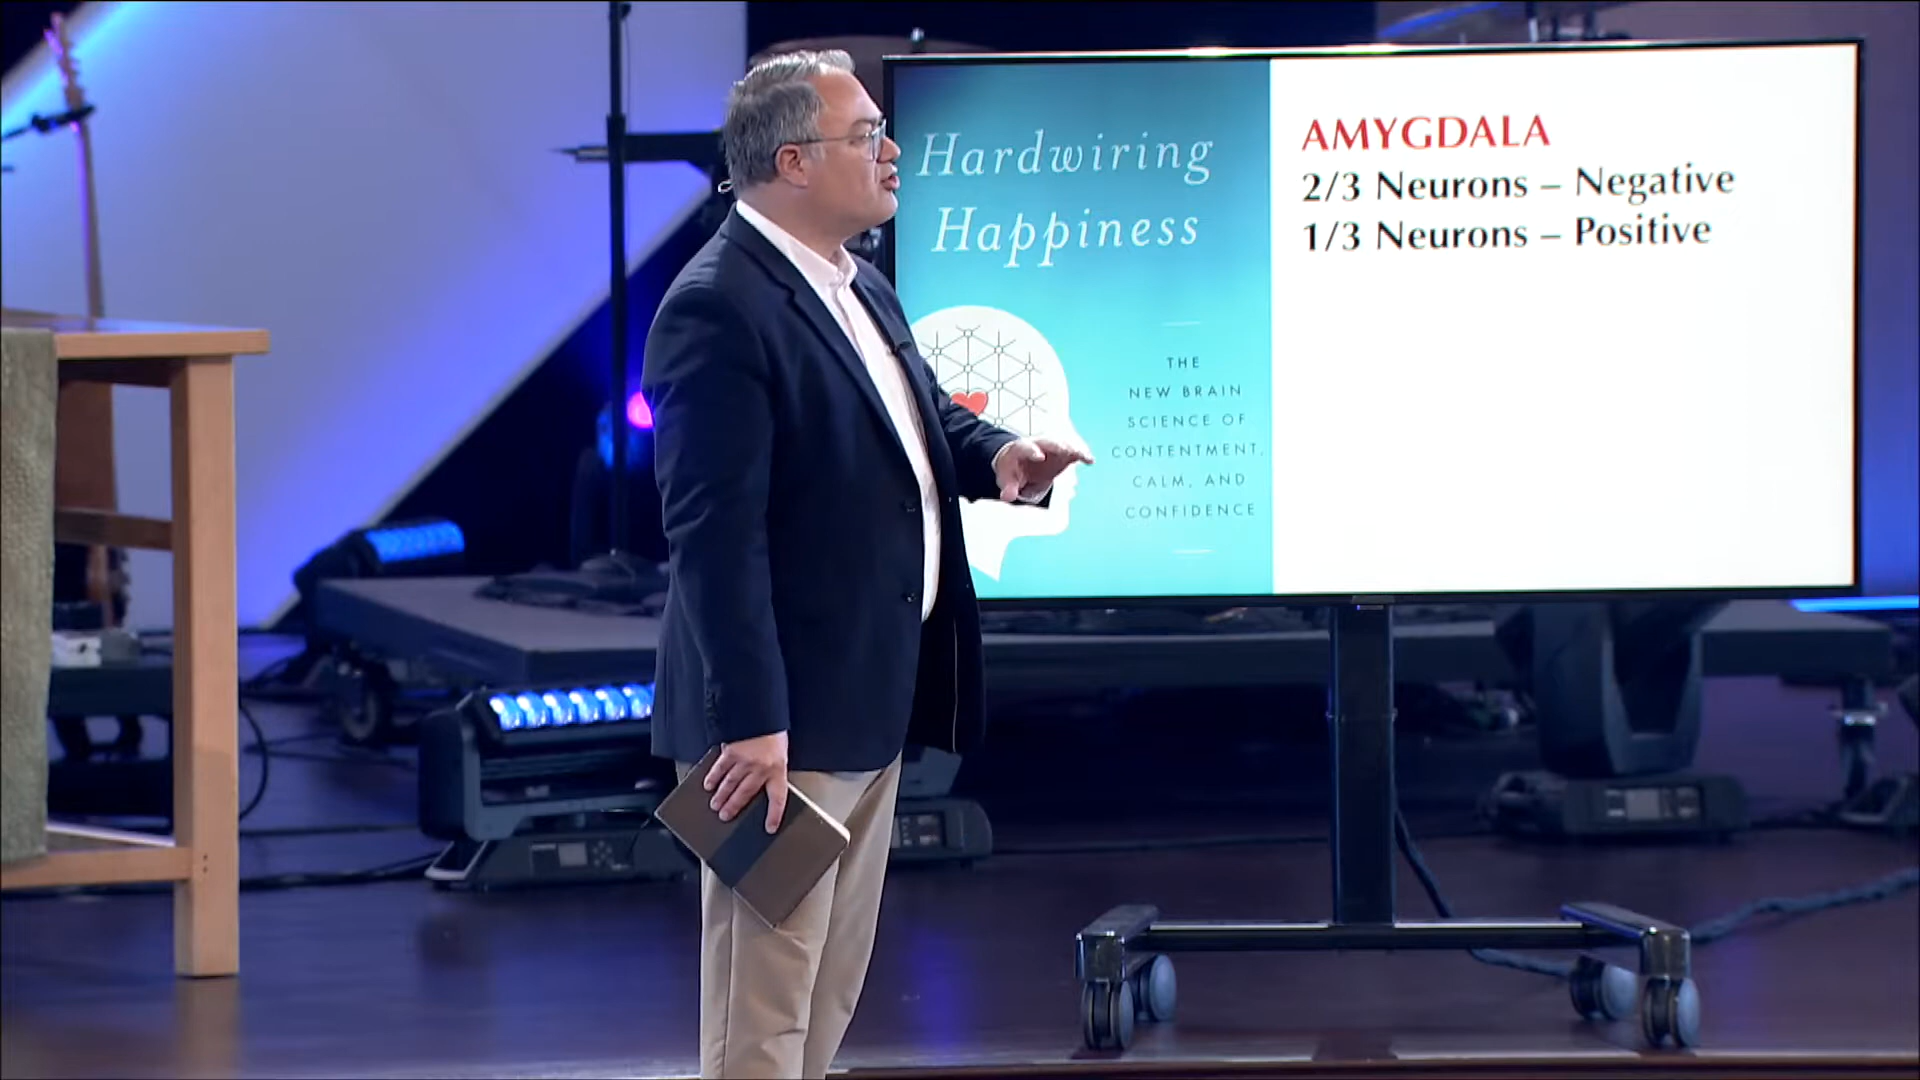 Hardwiring
Happiness
THE
NEW BRAIN
SCIENCE OF
CONTENTMENT,
CALM, AND
CONFIDENCE
AMYGDALA
2/3 Neurons – Negative
1/3 Neurons – Positive